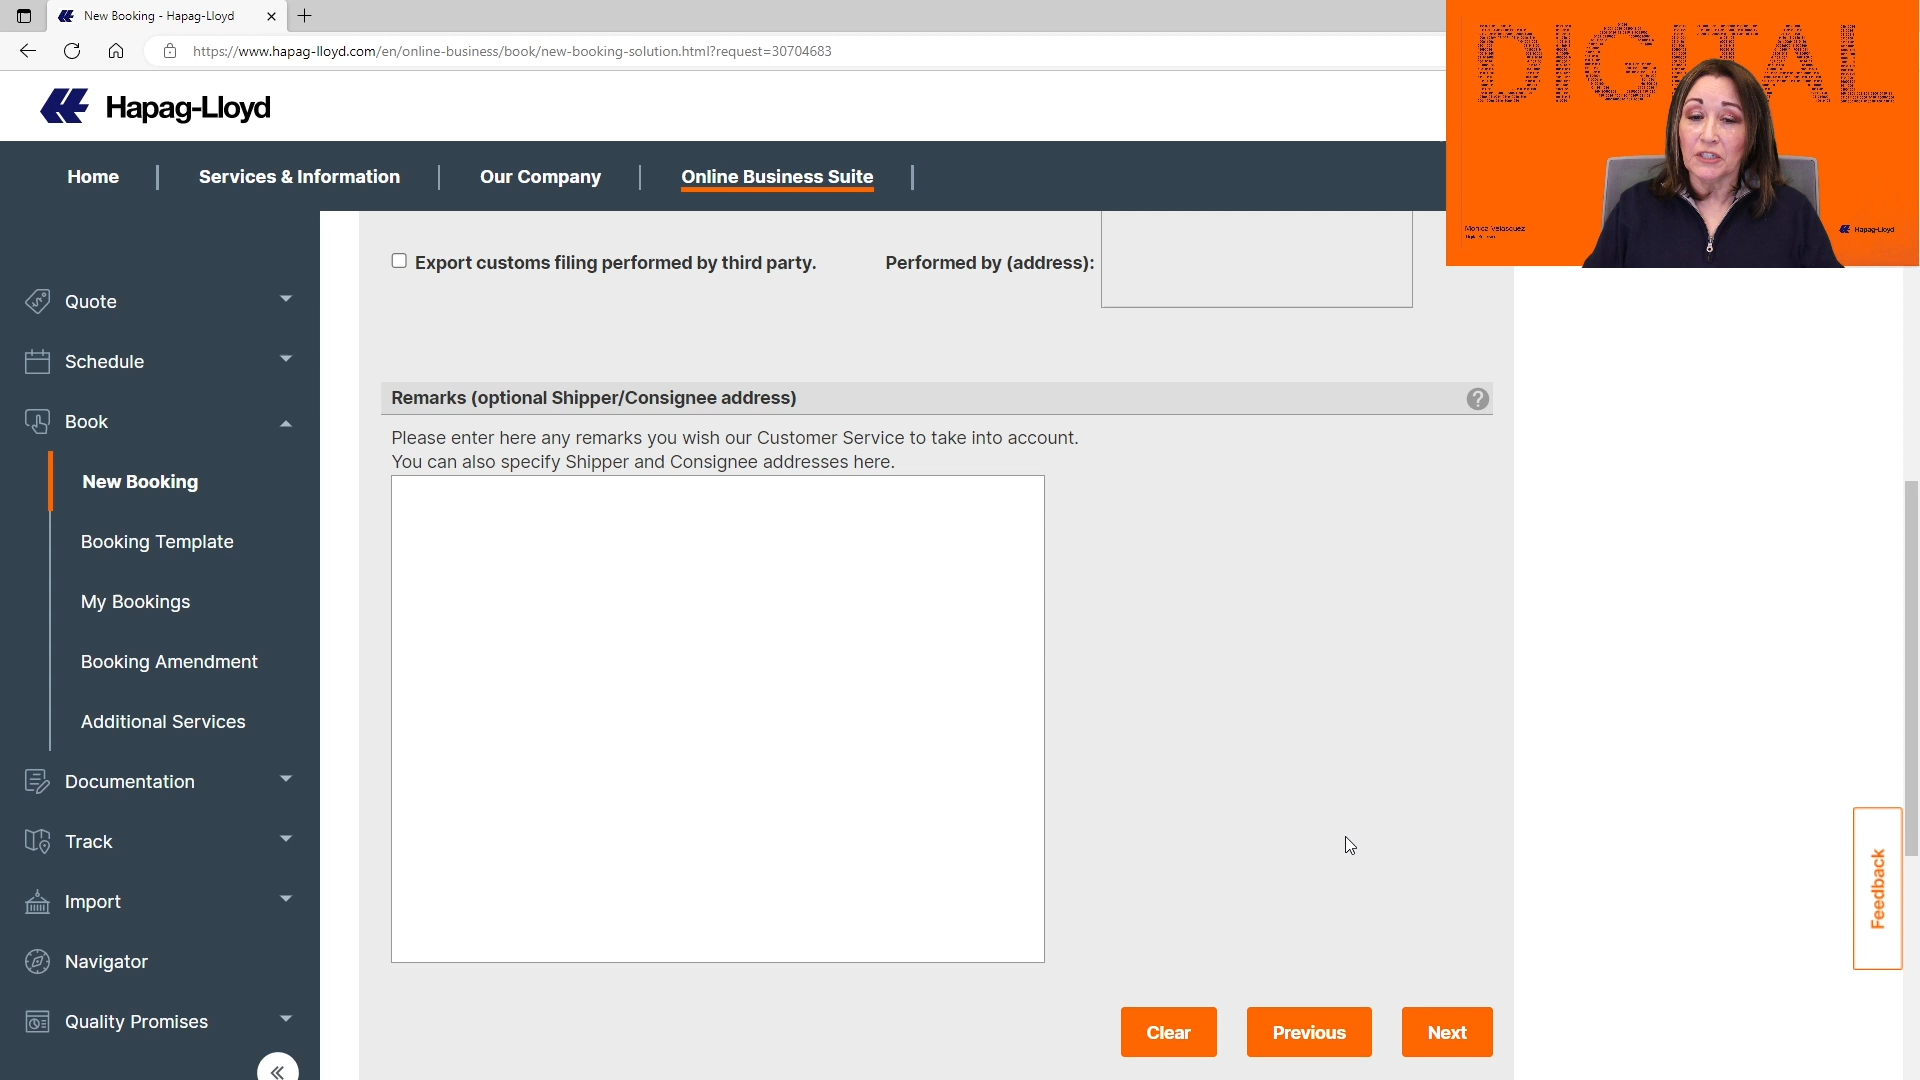 New Booking - Hapag-Lloyd
https://www.hapag-lloyd.com/en/online-business/book/new-booking-solution.html?request=30704683
DIGITAL
Hapag-Lloyd
Home
Services & Information
Our Company
Online Business Suite
Monica Velasquez
Hapag-Lloyd
Export customs filing performed by third party.
Performed by (address):
Quote
Schedule
Book
New Booking
Booking Template
My Bookings
Booking Amendment
Additional Services
Documentation
Track
Import
Navigator
Quality Promises
Remarks (optional Shipper/Consignee address)
?
Please enter here any remarks you wish our Customer Service to take into account.
You can also specify Shipper and Consignee addresses here.
Feedback
Clear
Previous
Next